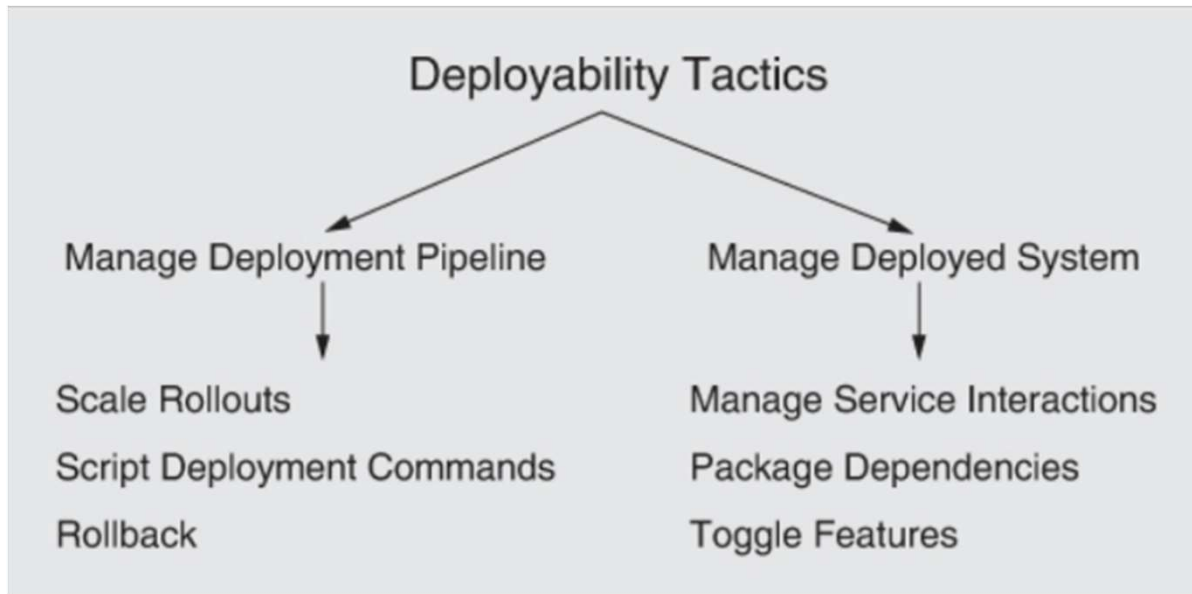 Deployability Tactics
Manage Deployment Pipeline
Scale Rollouts
Script Deployment Commands
Rollback
Manage Deployed System
Manage Service Interactions
Package Dependencies
Toggle Features